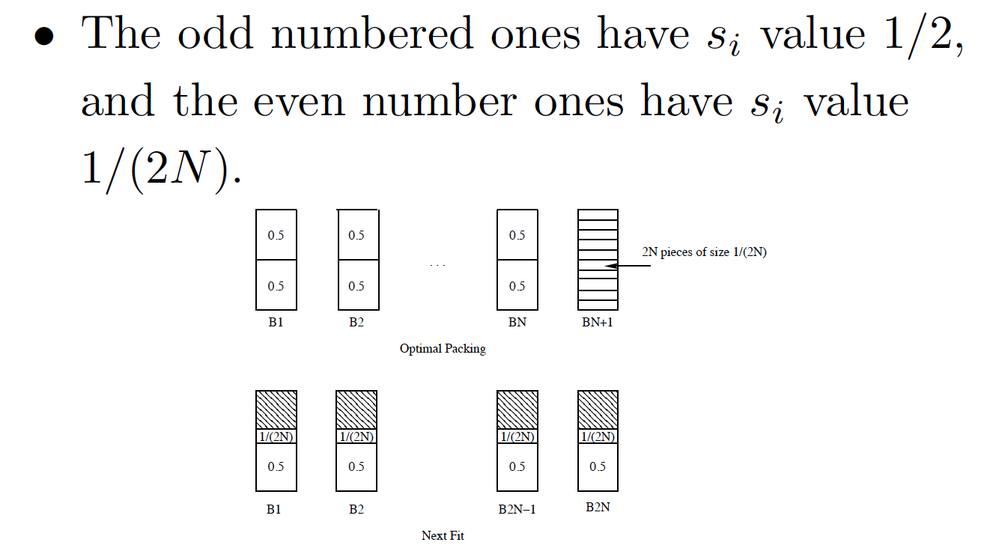 • The odd numbered ones have s_i value 1/2,
and the even number ones have s_i value
1/(2N).
0.5 0.5 0.5
2N pieces of size 1/(2N)
. . .
0.5 0.5 0.5
B1 B2 BN BN+1
Optimal Packing
1/(2N) 1/(2N) 1/(2N) 1/(2N)
0.5 0.5 0.5 0.5
B1 B2 B2N−1 B2N
Next Fit